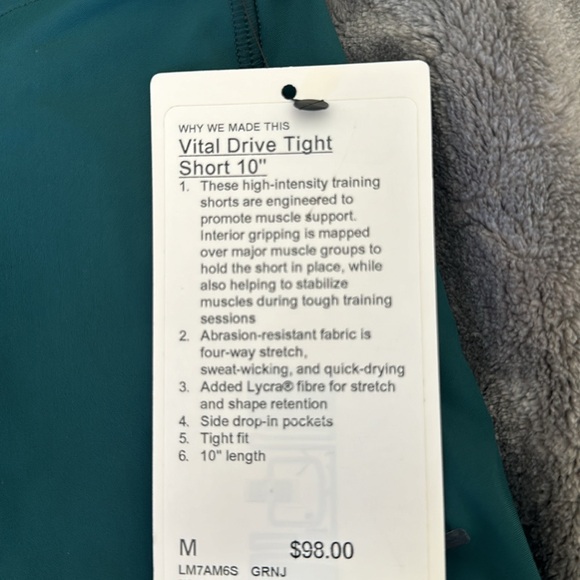 WHY WE MADE THIS
Vital Drive Tight
Short 10"
1. These high-intensity training
shorts are engineered to
promote muscle support.
Interior gripping is mapped
over major muscle groups to
hold the short in place, while
also helping to stabilize
muscles during tough training
sessions
2. Abrasion-resistant fabric is
four-way stretch,
sweat-wicking, and quick-drying
3. Added Lycra® fibre for stretch
and shape retention
4. Side drop-in pockets
5. Tight fit
6. 10" length
M $98.00
LM7AM6S GRNJ